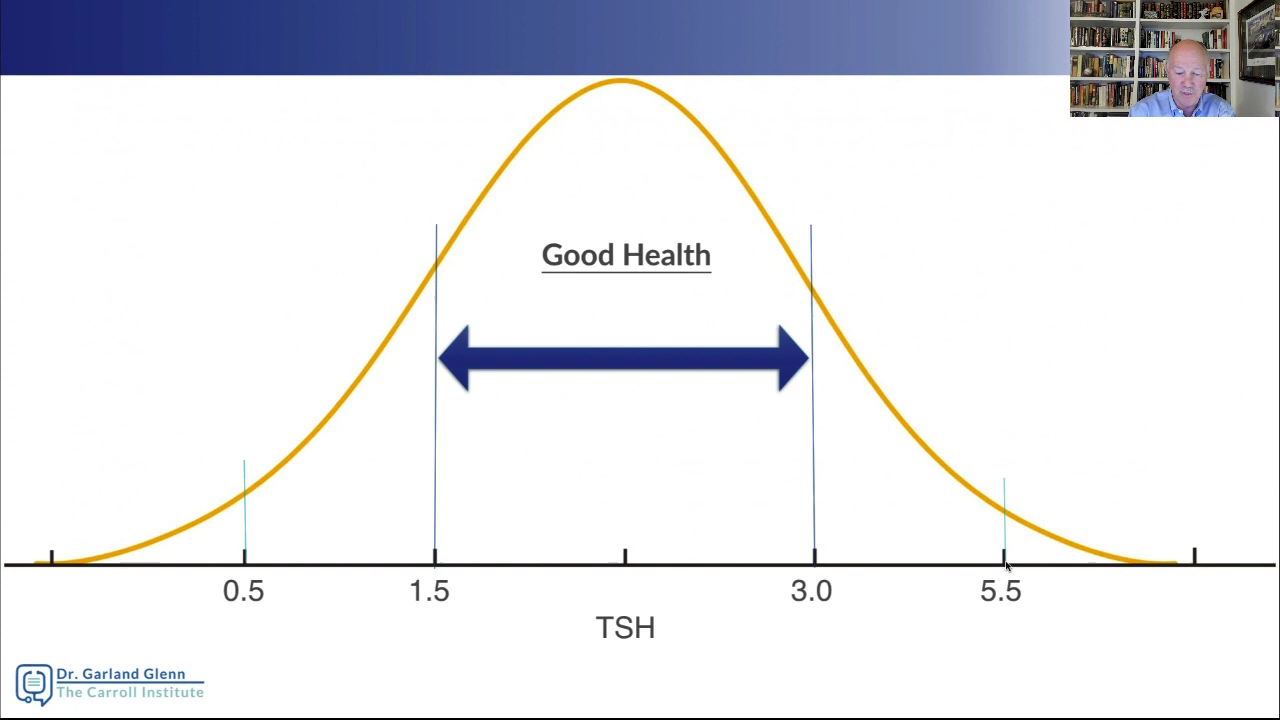 Good Health
0.5 1.5 3.0 5.5
TSH
Dr. Garland Glenn
The Carroll Institute